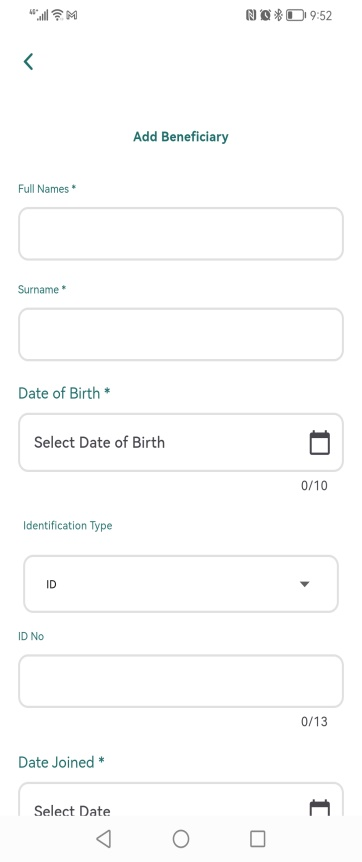 4G 9:52
Add Beneficiary
Full Names *
Surname *
Date of Birth *
Select Date of Birth
0/10
Identification Type
ID
ID No
0/13
Date Joined *
Select Date